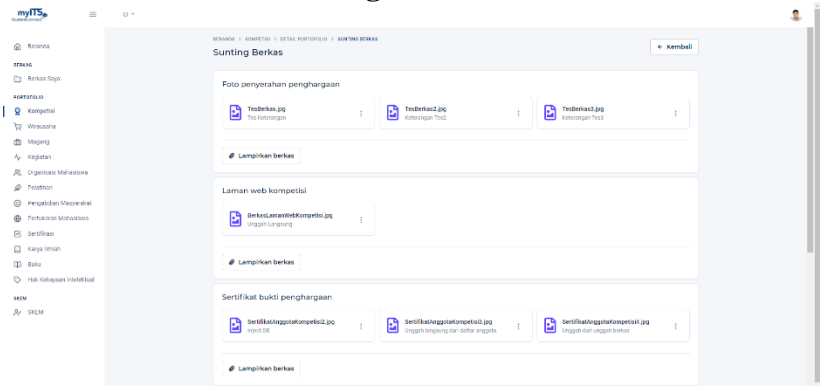 myITS
StudentConnect
ID
Beranda
BERKAS
Berkas Saya
PORTOFOLIO
Kompetisi
Wirausaha
Magang
Kegiatan
Organisasi Mahasiswa
Pelatihan
Pengabdian Masyarakat
Pertukaran Mahasiswa
Sertifikasi
Karya Ilmiah
Buku
Hak Kekayaan Intelektual
SKEM
SKEM
BERANDA > KOMPETISI > DETAIL PORTOFOLIO > SUNTING BERKAS
Sunting Berkas
Kembali
Foto penyerahan penghargaan
TesBerkas.jpg
Tes Keterangan
TesBerkas2.jpg
Keterangan Tes2
TesBerkas3.jpg
Keterangan Tes3
Lampirkan berkas
Laman web kompetisi
BerkasLamanWebKompetisi.jpg
Unggah Langsung
Lampirkan berkas
Sertifikat bukti penghargaan
SertifikatAnggotaKompetisi2.jpg
Inject DB
SertifikatAnggotaKompetisi3.jpg
Unggah langsung dari daftar anggota
SertifikatAnggotaKompetisi4.jpg
Unggah dari unggah berkas
Lampirkan berkas